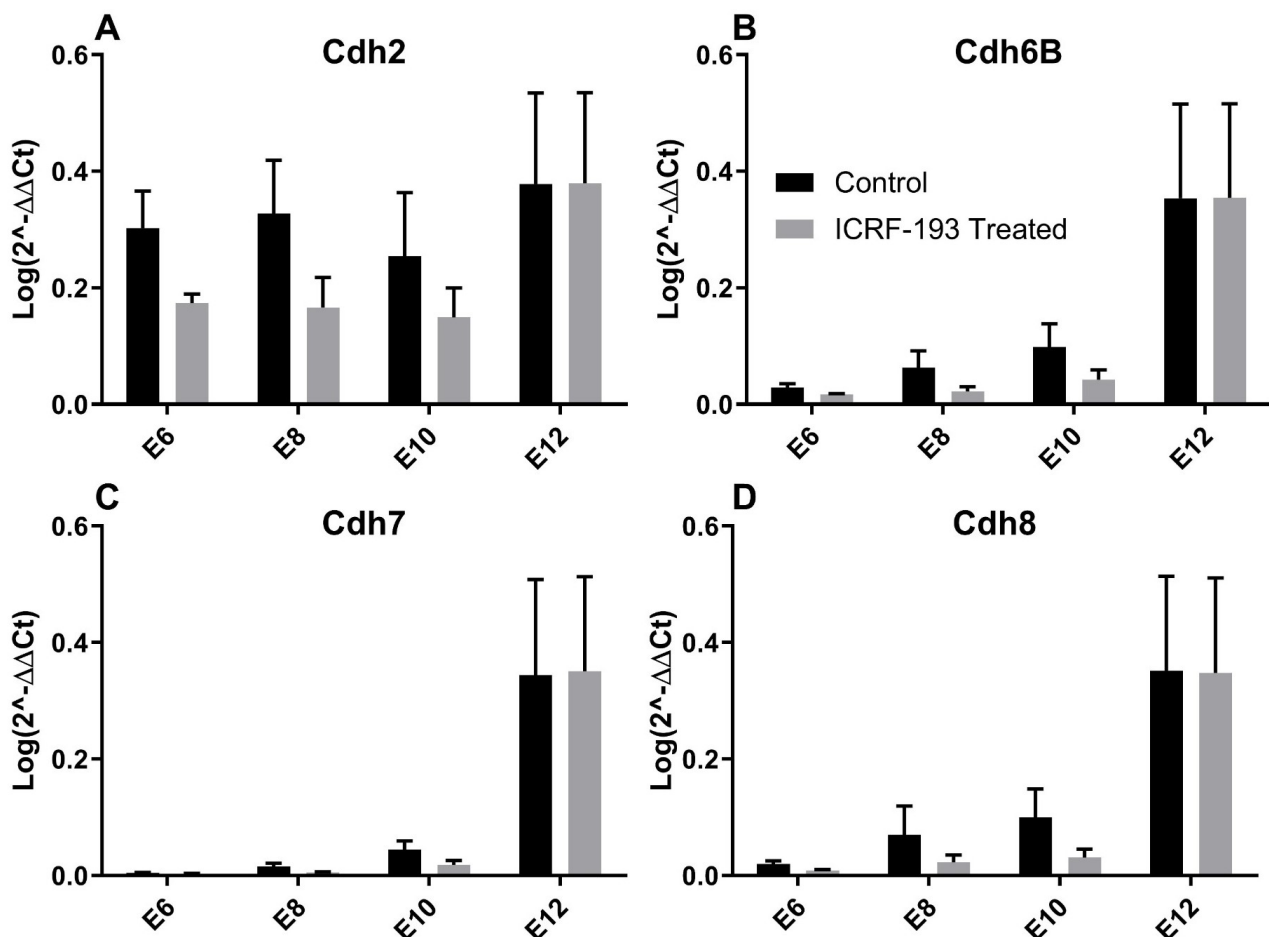 A
Cdh2
Log(2^-ΔΔCt)
0.6
0.4
0.2
0.0
E6
E8
E10
E12
B
Cdh6B
Log(2^-ΔΔCt)
0.6
0.4
0.2
0.0
Control
ICRF-193 Treated
E6
E8
E10
E12
C
Cdh7
Log(2^-ΔΔCt)
0.6
0.4
0.2
0.0
E6
E8
E10
E12
D
Cdh8
Log(2^-ΔΔCt)
0.6
0.4
0.2
0.0
E6
E8
E10
E12